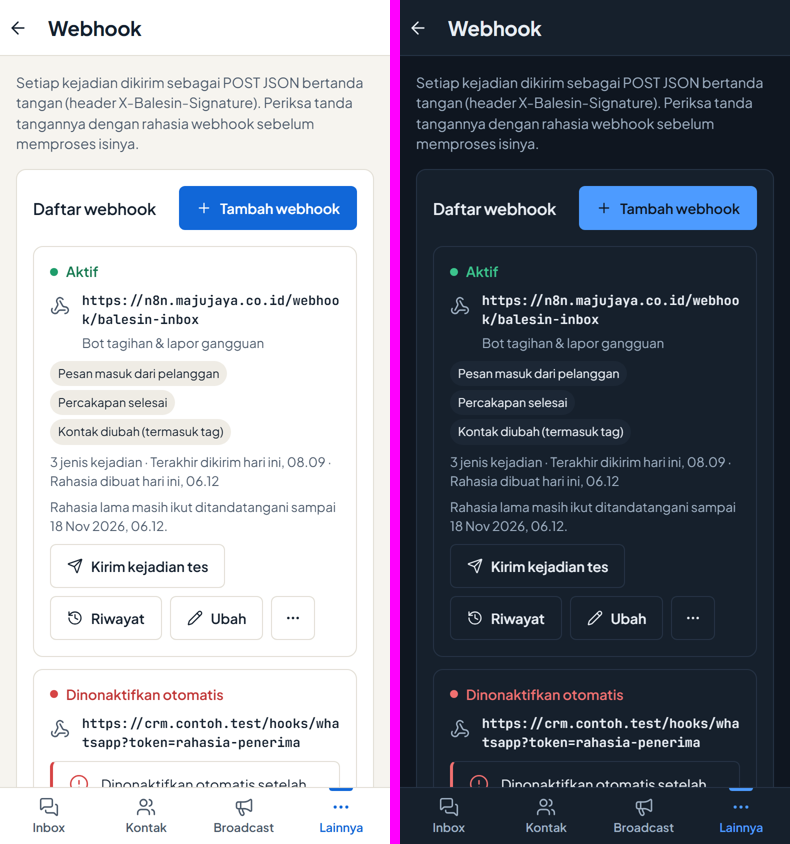 Webhook
Setiap kejadian dikirim sebagai POST JSON bertanda
tangan (header X-Balesin-Signature). Periksa tanda
tangannya dengan rahasia webhook sebelum
memproses isinya.
Daftar webhook
+ Tambah webhook
Aktif
https://n8n.majujaya.co.id/webhoo
k/balesin-inbox
Bot tagihan & lapor gangguan
Pesan masuk dari pelanggan
Percakapan selesai
Kontak diubah (termasuk tag)
3 jenis kejadian · Terakhir dikirim hari ini, 08.09 ·
Rahasia dibuat hari ini, 06.12
Rahasia lama masih ikut ditandatangani sampai
18 Nov 2026, 06.12.
Kirim kejadian tes
Riwayat
Ubah
Dinonaktifkan otomatis
https://crm.contoh.test/hooks/wha
tsapp?token=rahasia-penerima
Dinonaktifkan otomatis setelah
Inbox
Kontak
Broadcast
Lainnya
Webhook
Setiap kejadian dikirim sebagai POST JSON bertanda
tangan (header X-Balesin-Signature). Periksa tanda
tangannya dengan rahasia webhook sebelum
memproses isinya.
Daftar webhook
+ Tambah webhook
Aktif
https://n8n.majujaya.co.id/webhoo
k/balesin-inbox
Bot tagihan & lapor gangguan
Pesan masuk dari pelanggan
Percakapan selesai
Kontak diubah (termasuk tag)
3 jenis kejadian · Terakhir dikirim hari ini, 08.09 ·
Rahasia dibuat hari ini, 06.12
Rahasia lama masih ikut ditandatangani sampai
18 Nov 2026, 06.12.
Kirim kejadian tes
Riwayat
Ubah
Dinonaktifkan otomatis
https://crm.contoh.test/hooks/wha
tsapp?token=rahasia-penerima
Dinonaktifkan otomatis setelah
Inbox
Kontak
Broadcast
Lainnya